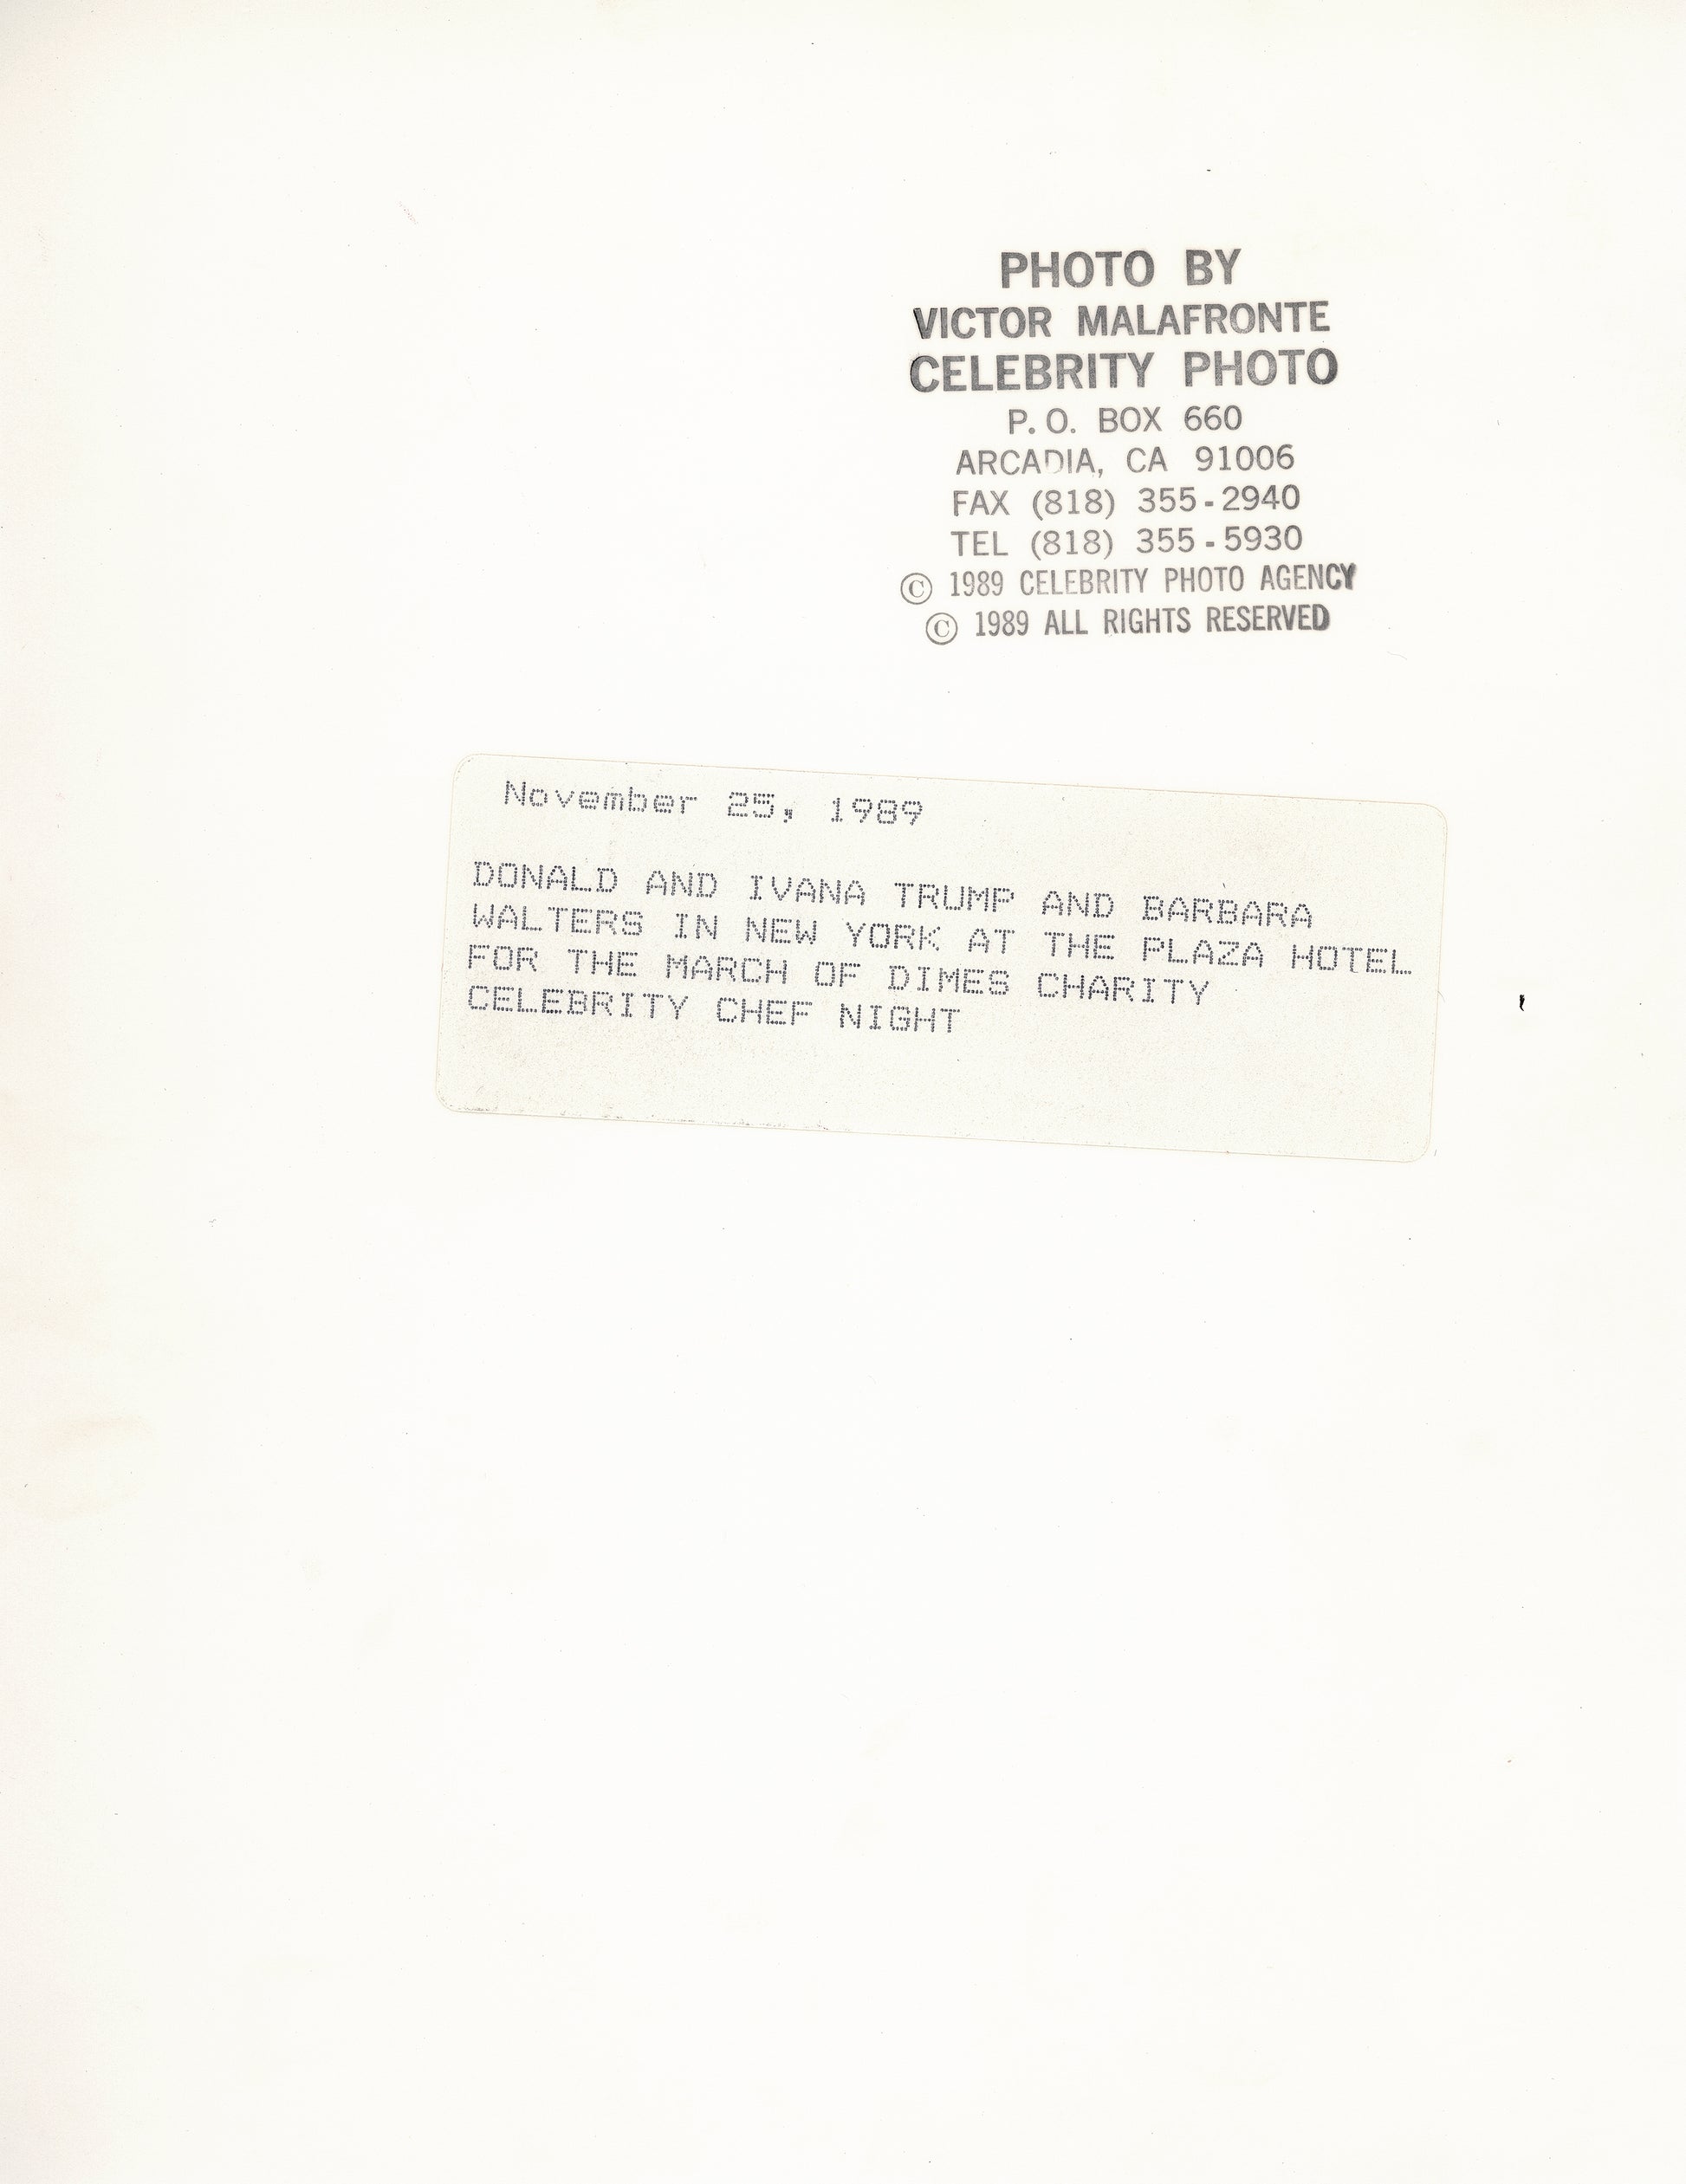 PHOTO BY
VICTOR MALAFRONTE
CELEBRITY PHOTO
P.O. BOX 660
ARCADIA, CA 91006
FAX (818) 355-2940
TEL (818) 355-5930
© 1989 CELEBRITY PHOTO AGENCY
© 1989 ALL RIGHTS RESERVED
November 25, 1989
DONALD AND IVANA TRUMP AND BARBARA
WALTERS IN NEW YORK AT THE PLAZA HOTEL
FOR THE MARCH OF DIMES CHARITY
CELEBRITY CHEF NIGHT